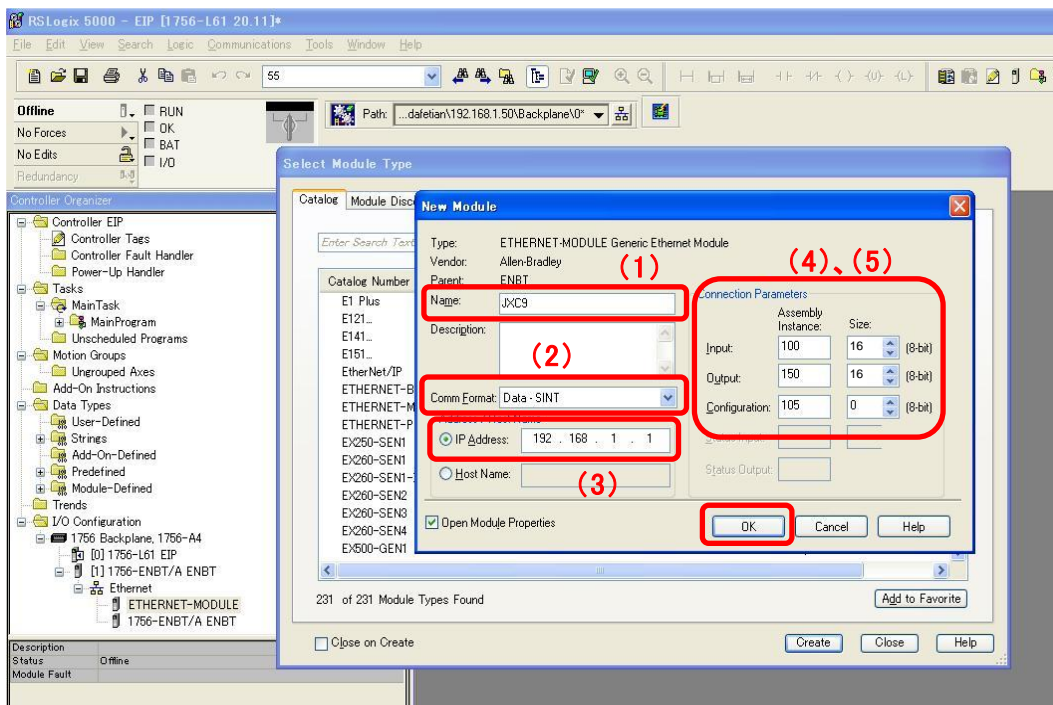 RSLogix 5000 - EIP [1756-L61 20.11]*
File Edit View Search Logic Communications Tools Window Help
55
Offline
RUN
No Forces
OK
No Edits
BAT
Redundancy
I/O
Path: ...dafetian\192.168.1.50\Backplane\0*
Controller Organizer
Controller EIP
Controller Tags
Controller Fault Handler
Power-Up Handler
Tasks
MainTask
MainProgram
Unscheduled Programs
Motion Groups
Ungrouped Axes
Add-On Instructions
Data Types
User-Defined
Strings
Add-On-Defined
Predefined
Module-Defined
Trends
I/O Configuration
1756 Backplane, 1756-A4
[0] 1756-L61 EIP
[1] 1756-ENBT/A ENBT
Ethernet
ETHERNET-MODULE
1756-ENBT/A ENBT
Description
Status Offline
Module Fault
Select Module Type
Catalog Module Disc
Enter Search Text
Catalog Number
E1 Plus
E121_
E141_
E151_
EtherNet/IP
ETHERNET-B
ETHERNET-M
ETHERNET-P
EX250-SEN1
EX260-SEN1
EX260-SEN1-
EX260-SEN2
EX260-SEN3
EX260-SEN4
EX500-GEN1
231 of 231 Module Types Found
Add to Favorite
Close on Create
Create Close Help
New Module
Type: ETHERNET-MODULE Generic Ethernet Module
Vendor: Allen-Bradley
Parent: ENBT
(1)
Name: JXC9
Description:
(2)
Comm Format: Data - SINT
IP Address: 192 . 168 . 1 . 1
Host Name:
(3)
Open Module Properties
(4)、(5)
Connection Parameters
Assembly
Instance: Size:
Input: 100 16 (8-bit)
Output: 150 16 (8-bit)
Configuration: 105 0 (8-bit)
Status Input:
Status Output:
OK Cancel Help